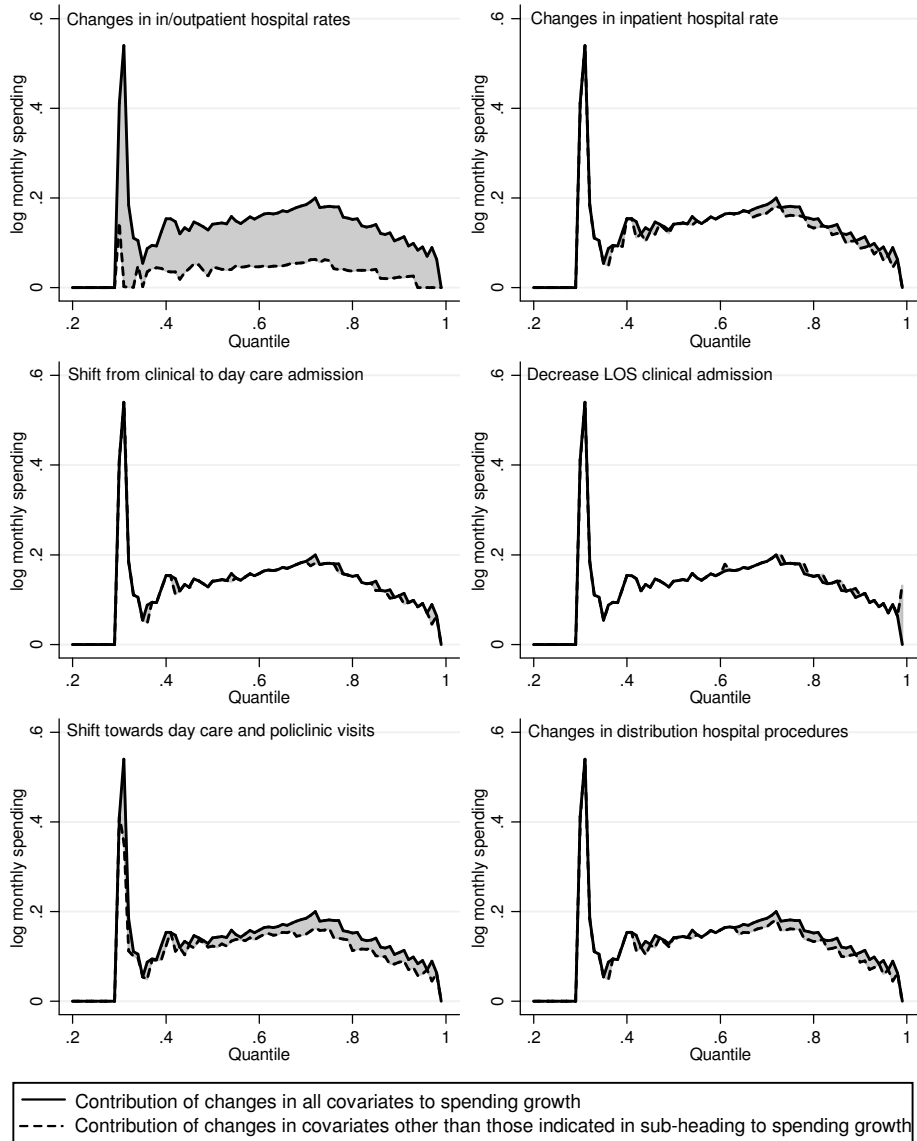 Changes in in/outpatient hospital rates
log monthly spending
.6
.4
.2
0
.2 .4 .6 .8 1
Quantile
Changes in inpatient hospital rate
log monthly spending
.6
.4
.2
0
.2 .4 .6 .8 1
Quantile
Shift from clinical to day care admission
log monthly spending
.6
.4
.2
0
.2 .4 .6 .8 1
Quantile
Decrease LOS clinical admission
log monthly spending
.6
.4
.2
0
.2 .4 .6 .8 1
Quantile
Shift towards day care and policlinic visits
log monthly spending
.6
.4
.2
0
.2 .4 .6 .8 1
Quantile
Changes in distribution hospital procedures
log monthly spending
.6
.4
.2
0
.2 .4 .6 .8 1
Quantile
Contribution of changes in all covariates to spending growth
Contribution of changes in covariates other than those indicated in sub-heading to spending growth